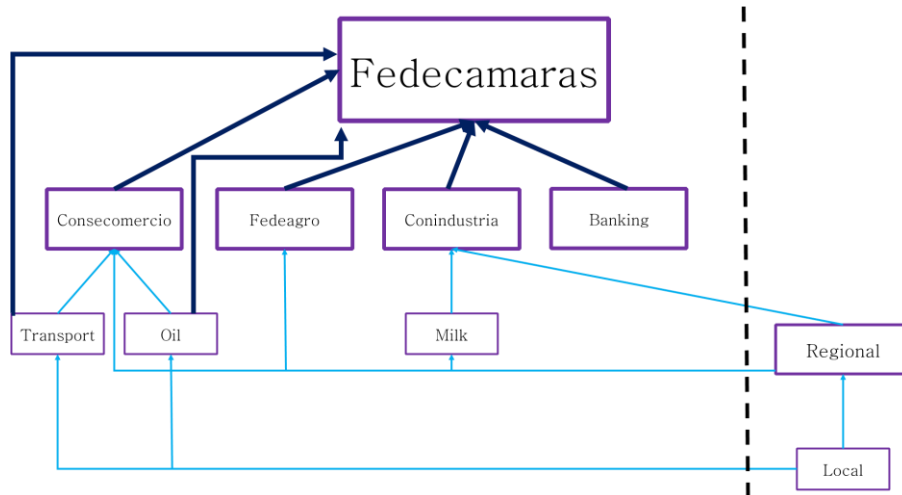 Fedecamaras
Consecomercio
Fedeagro
Conindustria
Banking
Transport
Oil
Milk
Regional
Local